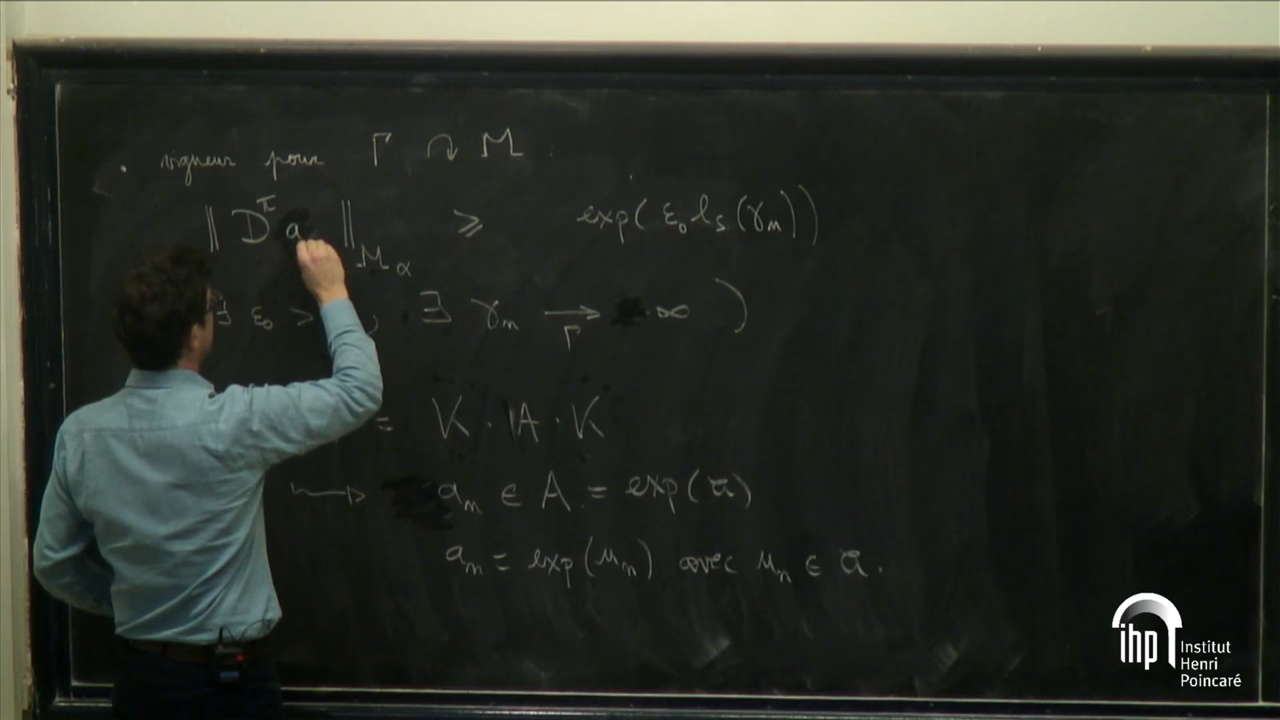 · vigueur pour Γ ↷ M :
‖ D^π a ‖_{M_α} ⩾ exp( ε₀ l_s(γ_n))
∃ ε₀ > , ∃ γ_n ⟶_Γ ∞ )
= K · A · K
⟼ a_n ∈ A = exp(𝔞)
a_n = exp(u_n) avec u_n ∈ 𝔞.
ihp Institut
Henri
Poincaré